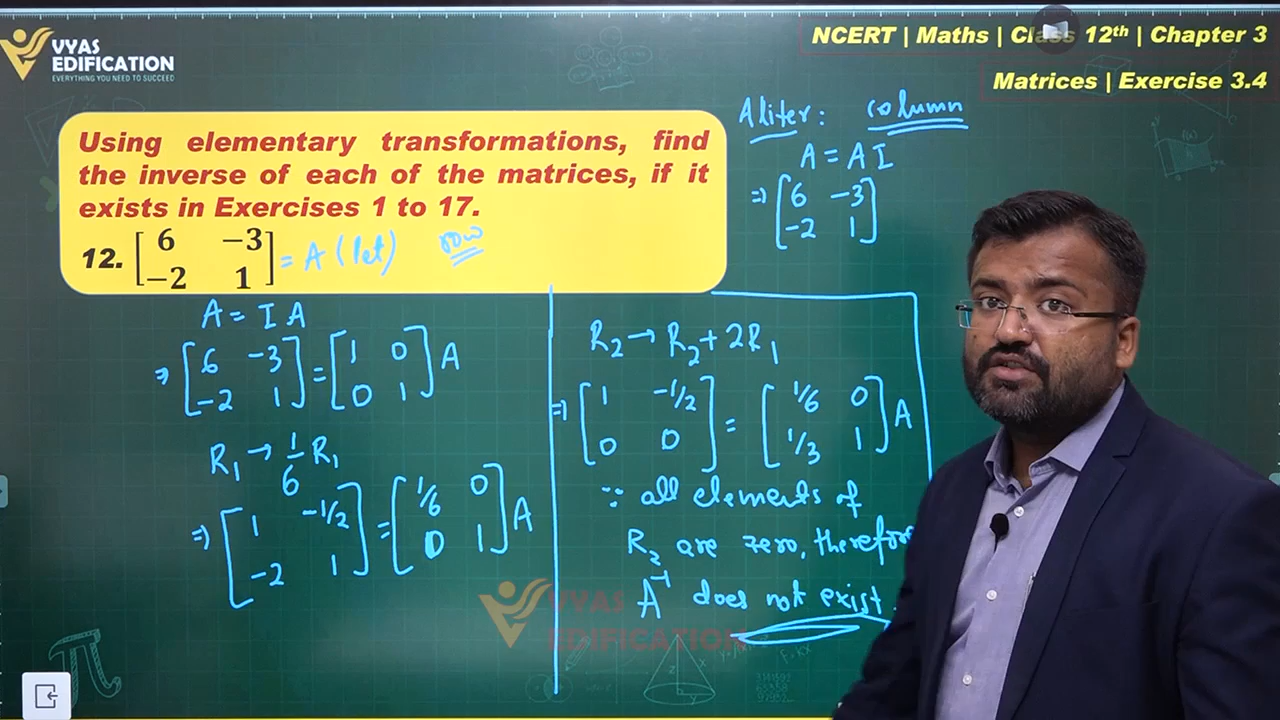 VYAS
EDIFICATION
EVERYTHING YOU NEED TO SUCCEED
NCERT | Maths | Class 12th | Chapter 3
Matrices | Exercise 3.4
Using elementary transformations, find
the inverse of each of the matrices, if it
exists in Exercises 1 to 17.
12. [6 −3
−2 1] = A (let) row
A = I A
⇒ [6 −3
−2 1] = [1 0
0 1] A
R₁ → 1/6 R₁
⇒ [1 −1/2
−2 1] = [1/6 0
0 1] A
R₂ → R₂ + 2R₁
⇒ [1 −1/2
0 0] = [1/6 0
1/3 1] A
∵ all elements of
R₂ are zero, therefore
A⁻¹ does not exist.
Aliter: column
A = A I
⇒ [6 −3
−2 1]
VYAS
EDIFICATION